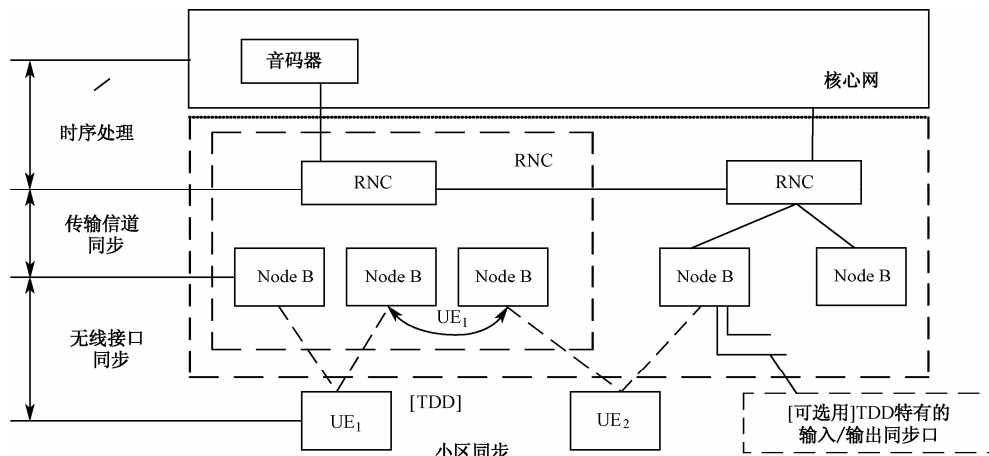 音码器
核心网
时序处理
RNC
RNC
RNC
传输信道
同步
Node B
Node B
Node B
Node B
Node B
UE1
无线接口
同步
[TDD]
UE1
UE2
[可选用]TDD特有的
输入/输出同步口
小区同步